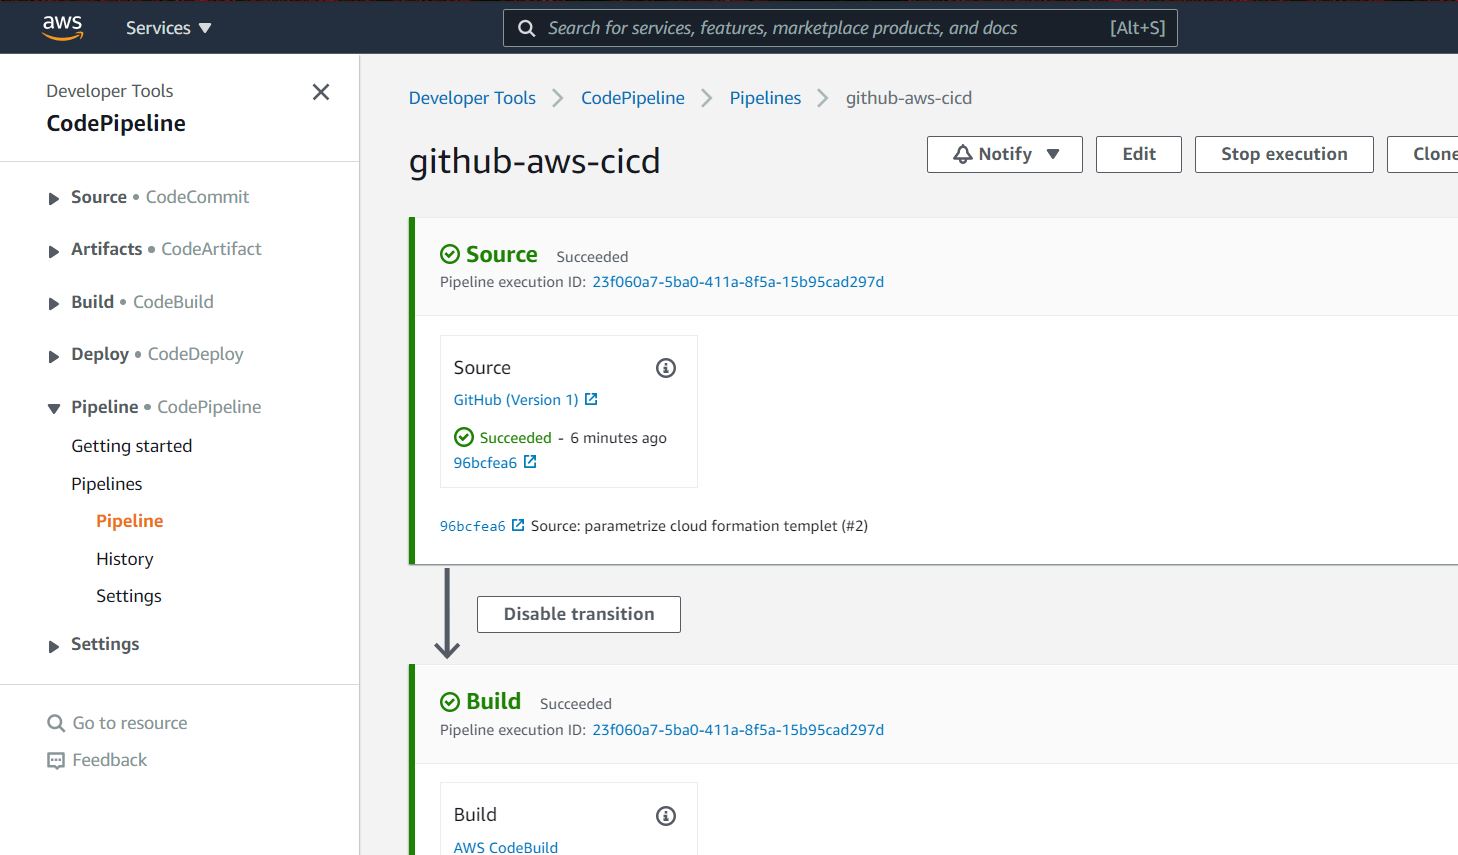 aws
Services
Search for services, features, marketplace products, and docs [Alt+S]
Developer Tools
CodePipeline
Source • CodeCommit
Artifacts • CodeArtifact
Build • CodeBuild
Deploy • CodeDeploy
Pipeline • CodePipeline
Getting started
Pipelines
Pipeline
History
Settings
Settings
Go to resource
Feedback
Developer Tools > CodePipeline > Pipelines > github-aws-cicd
github-aws-cicd
Notify
Edit
Stop execution
Clone
Source Succeeded
Pipeline execution ID: 23f060a7-5ba0-411a-8f5a-15b95cad297d
Source
GitHub (Version 1)
Succeeded - 6 minutes ago
96bcfea6
96bcfea6 Source: parametrize cloud formation templet (#2)
Disable transition
Build Succeeded
Pipeline execution ID: 23f060a7-5ba0-411a-8f5a-15b95cad297d
Build
AWS CodeBuild